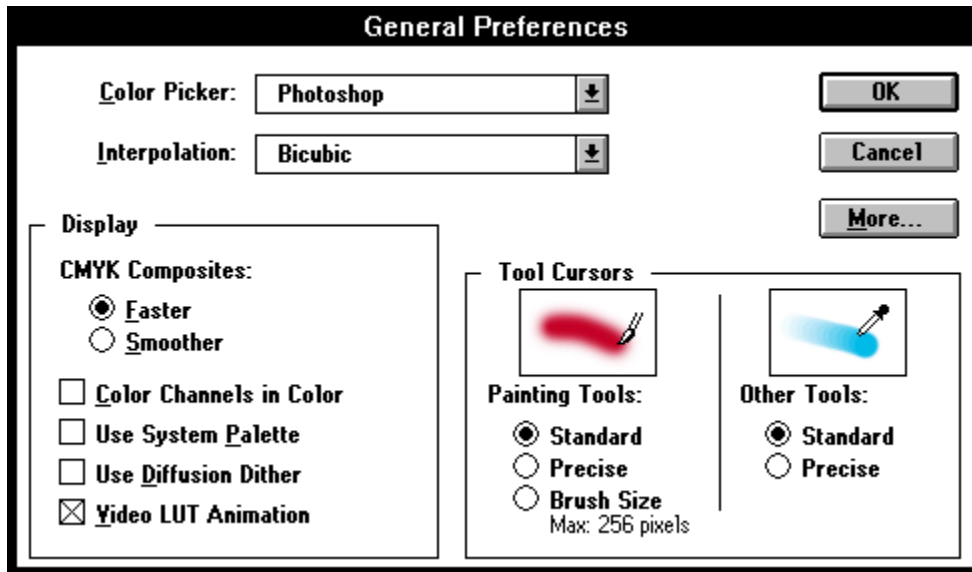 General Preferences
Color Picker: Photoshop
OK
Interpolation: Bicubic
Cancel
More...
Display
CMYK Composites:
Faster
Smoother
Color Channels in Color
Use System Palette
Use Diffusion Dither
Video LUT Animation
Tool Cursors
Painting Tools:
Standard
Precise
Brush Size
Max: 256 pixels
Other Tools:
Standard
Precise